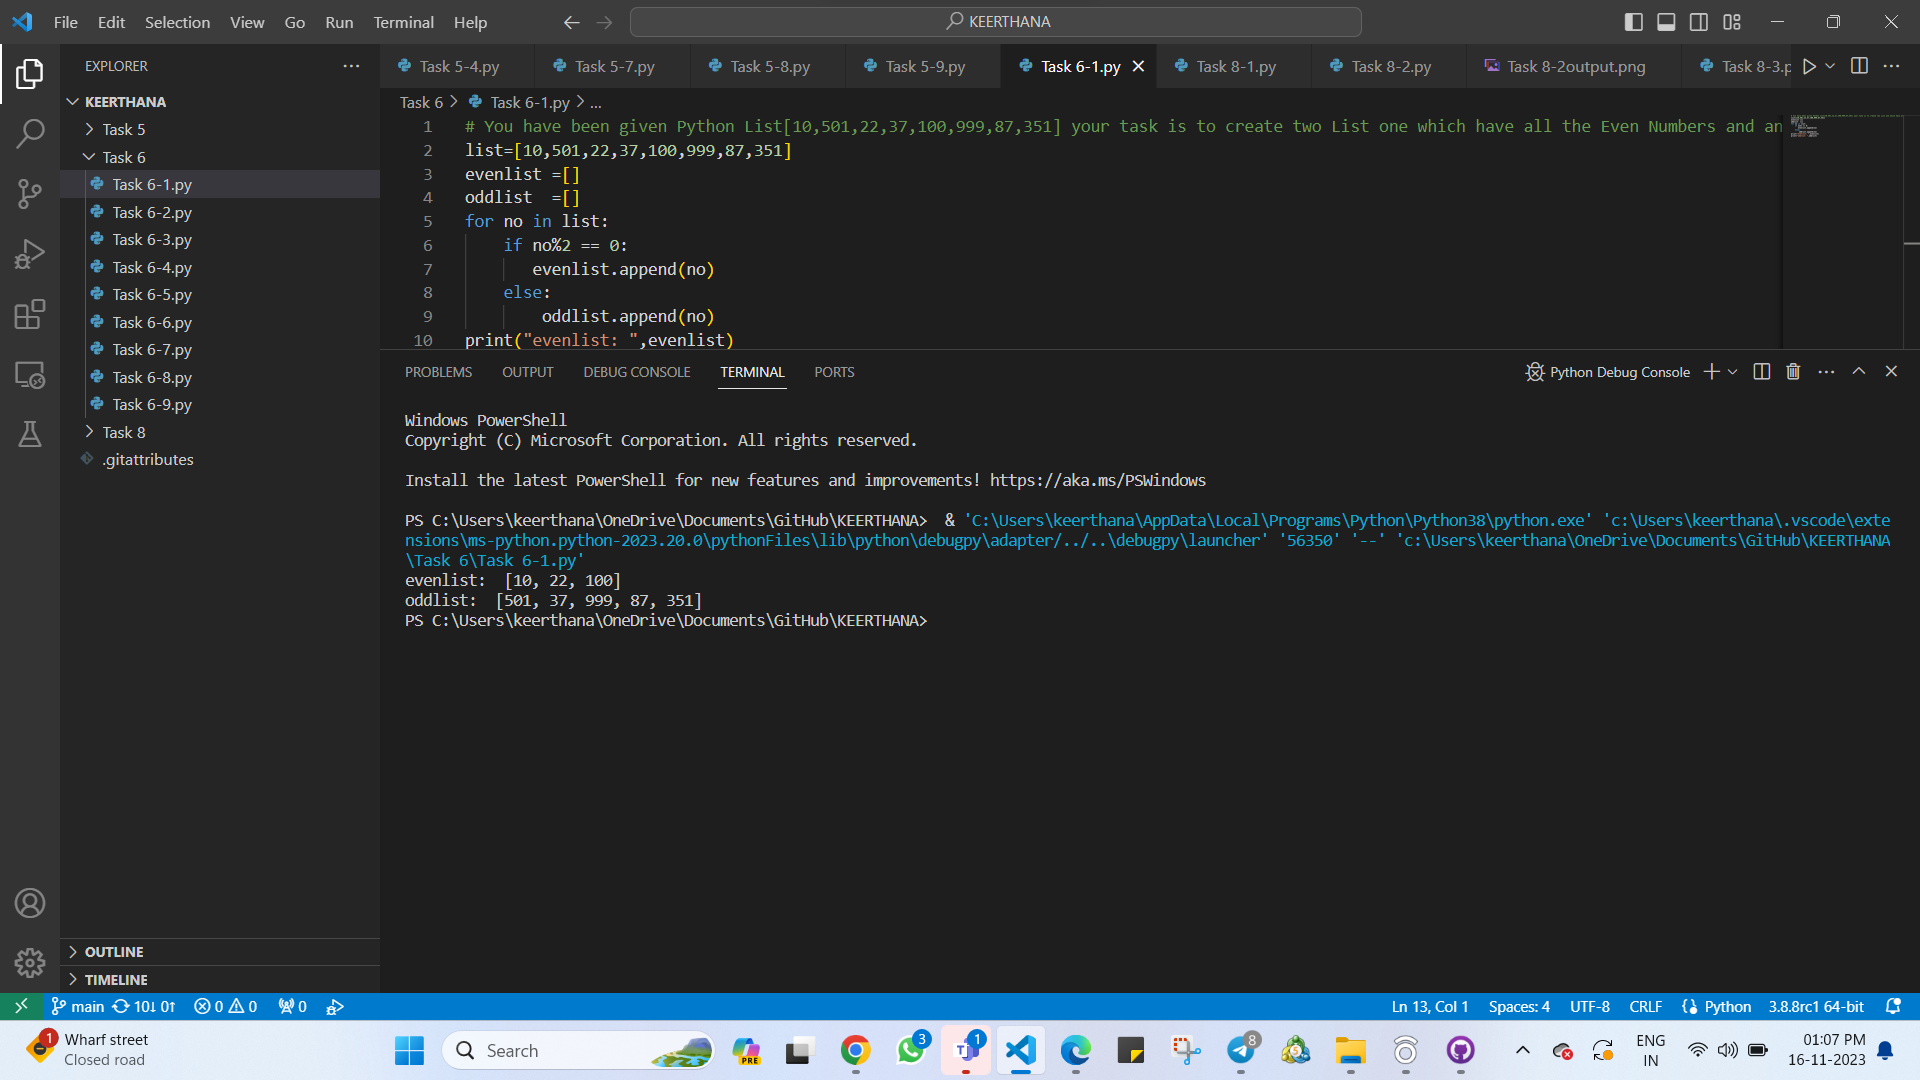 File Edit Selection View Go Run Terminal Help
KEERTHANA
EXPLORER
Task 5-4.py
Task 5-7.py
Task 5-8.py
Task 5-9.py
Task 6-1.py
Task 8-1.py
Task 8-2.py
Task 8-2output.png
Task 8-3.p
KEERTHANA
Task 5
Task 6
Task 6-1.py
Task 6-2.py
Task 6-3.py
Task 6-4.py
Task 6-5.py
Task 6-6.py
Task 6-7.py
Task 6-8.py
Task 6-9.py
Task 8
.gitattributes
OUTLINE
TIMELINE
Task 6 > Task 6-1.py > ...
1 # You have been given Python List[10,501,22,37,100,999,87,351] your task is to create two List one which have all the Even Numbers and an
2 list=[10,501,22,37,100,999,87,351]
3 evenlist =[]
4 oddlist  =[]
5 for no in list:
6     if no%2 == 0:
7        evenlist.append(no)
8     else:
9         oddlist.append(no)
10 print("evenlist: ",evenlist)
PROBLEMS OUTPUT DEBUG CONSOLE TERMINAL PORTS
Python Debug Console
Windows PowerShell
Copyright (C) Microsoft Corporation. All rights reserved.
Install the latest PowerShell for new features and improvements! https://aka.ms/PSWindows
PS C:\Users\keerthana\OneDrive\Documents\GitHub\KEERTHANA>  & 'C:\Users\keerthana\AppData\Local\Programs\Python\Python38\python.exe' 'c:\Users\keerthana\.vscode\exte
nsions\ms-python.python-2023.20.0\pythonFiles\lib\python\debugpy\adapter/../..\debugpy\launcher' '56350' '--' 'c:\Users\keerthana\OneDrive\Documents\GitHub\KEERTHANA
\Task 6\Task 6-1.py'
evenlist:  [10, 22, 100]
oddlist:  [501, 37, 999, 87, 351]
PS C:\Users\keerthana\OneDrive\Documents\GitHub\KEERTHANA>
main 10↓ 0↑ 0 0 0
Ln 13, Col 1 Spaces: 4 UTF-8 CRLF Python 3.8.8rc1 64-bit
1
Wharf street
Closed road
Search
PRE
3
1
8
ENG
IN
01:07 PM
16-11-2023